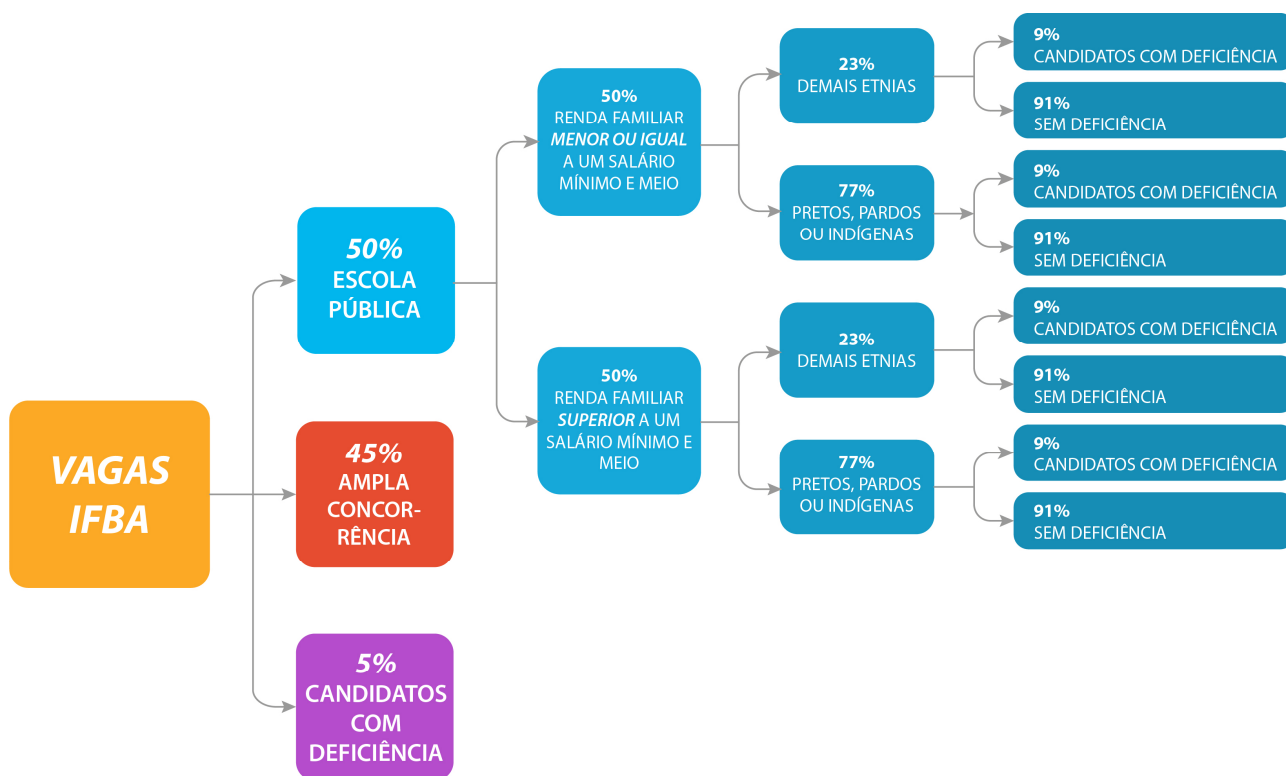 VAGAS
IFBA
50%
ESCOLA
PÚBLICA
45%
AMPLA
CONCOR-
RÊNCIA
5%
CANDIDATOS
COM
DEFICIÊNCIA
50%
RENDA FAMILIAR
MENOR OU IGUAL
A UM SALÁRIO
MÍNIMO E MEIO
50%
RENDA FAMILIAR
SUPERIOR A UM
SALÁRIO MÍNIMO E
MEIO
23%
DEMAIS ETNIAS
77%
PRETOS, PARDOS
OU INDÍGENAS
23%
DEMAIS ETNIAS
77%
PRETOS, PARDOS
OU INDÍGENAS
9%
CANDIDATOS COM DEFICIÊNCIA
91%
SEM DEFICIÊNCIA
9%
CANDIDATOS COM DEFICIÊNCIA
91%
SEM DEFICIÊNCIA
9%
CANDIDATOS COM DEFICIÊNCIA
91%
SEM DEFICIÊNCIA
9%
CANDIDATOS COM DEFICIÊNCIA
91%
SEM DEFICIÊNCIA